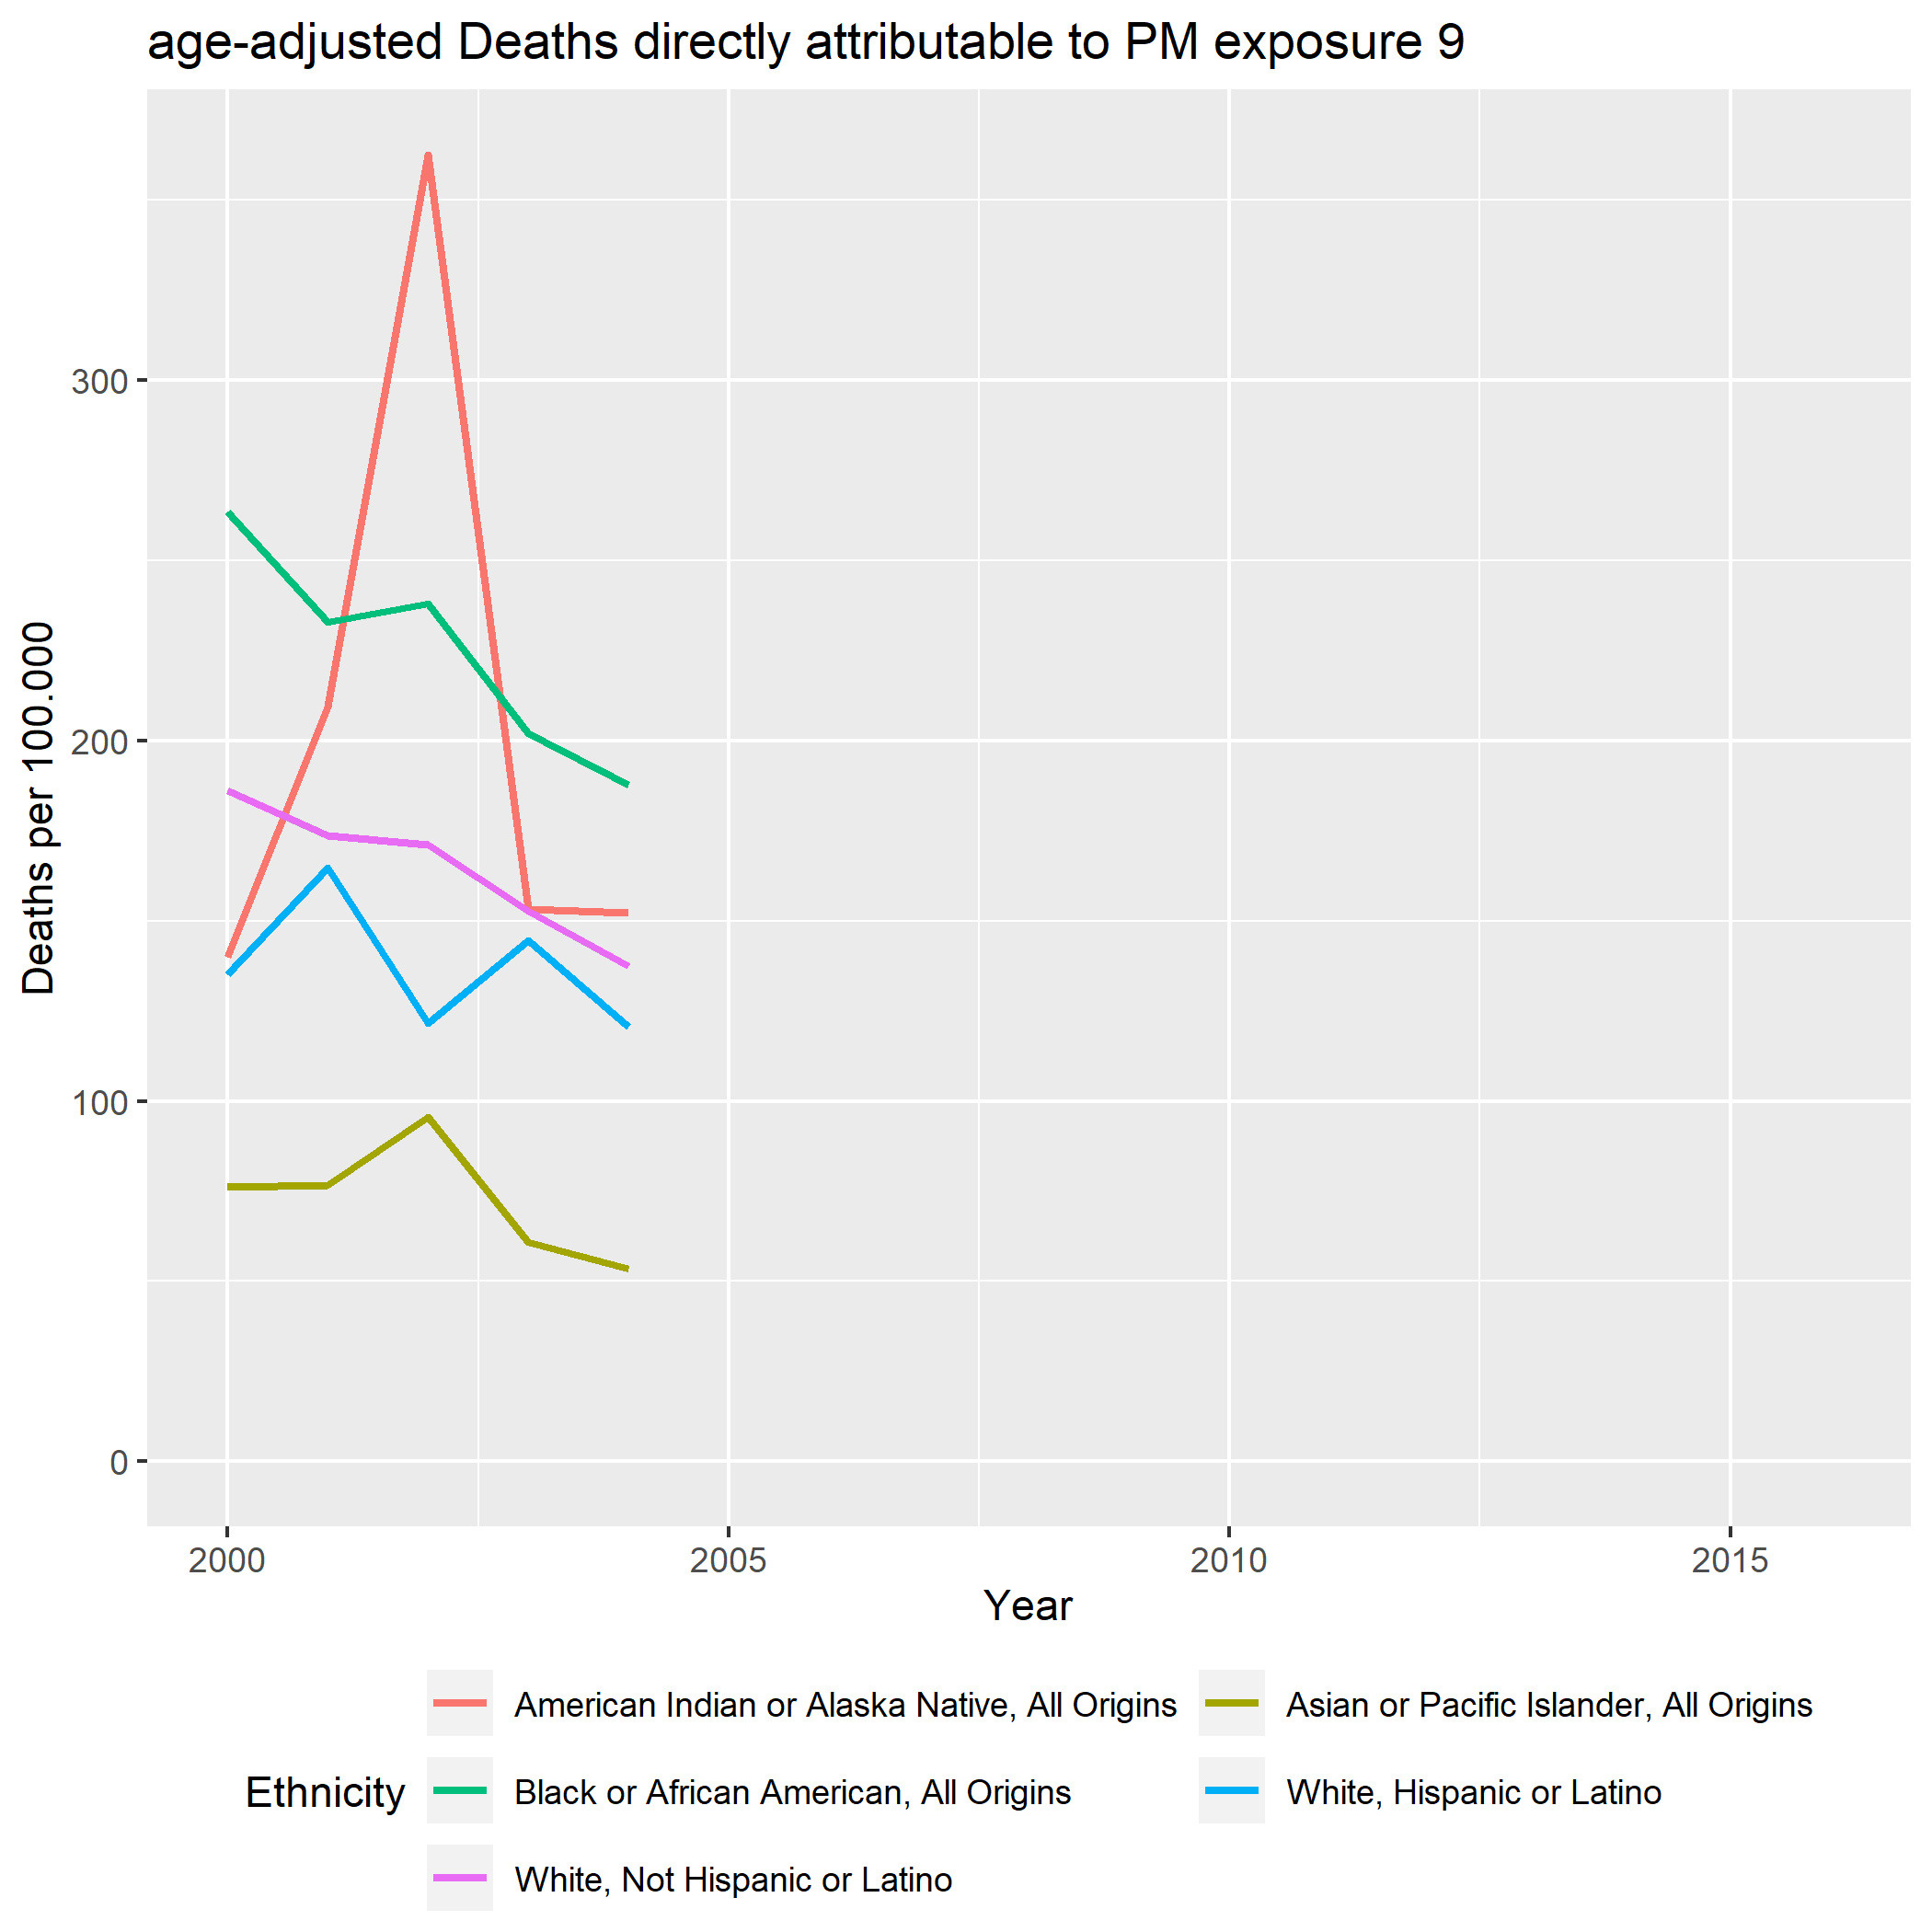 age-adjusted Deaths directly attributable to PM exposure 9
Deaths per 100.000
300
200
100
0
2000 2005 2010 2015
Year
Ethnicity
American Indian or Alaska Native, All Origins
Asian or Pacific Islander, All Origins
Black or African American, All Origins
White, Hispanic or Latino
White, Not Hispanic or Latino